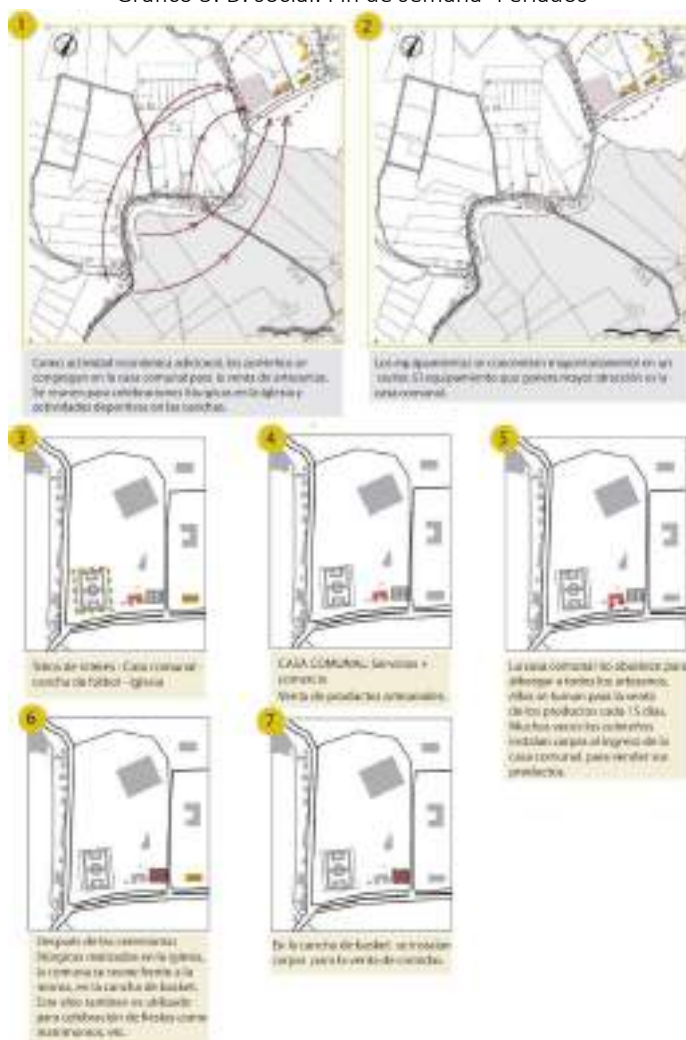 Gráfico 5: D. Social: Fin de semana- Feriados
1
2
Como actividad económica adicional, los comuneros se
congregan en la casa comunal para la venta de artesanías.
Se reunen para celebraciones litúrgicas en la iglesia y
actividades deportivas en las canchas.
Los equipamientos se concentran mayoritariamente en un
sector. El equipamiento que genera mayor atracción es la
casa comunal.
3
4
5
Sitios de interés: Casa comunal
cancha de fútbol - iglesia
CASA COMUNAL: Servicios +
comercio
Venta de productos artesanales.
La casa comunal no abastece para
albergar a todos los artesanos,
ellos se turnan para la venta
de los productos cada 15 días.
Muchas veces los
instalan carpas al ingreso de la
casa comunal, para vender sus
productos.
6
7
Después de las ceremonias
litúrgicas realizadas en la iglesia,
la comuna se reune frente a la
misma, en la cancha de basket.
Este sitio tambien es utilizado
para celebración de fiestas como
matrimonios, etc.
En la cancha de basket, se instalan
carpas para la venta de comidas.